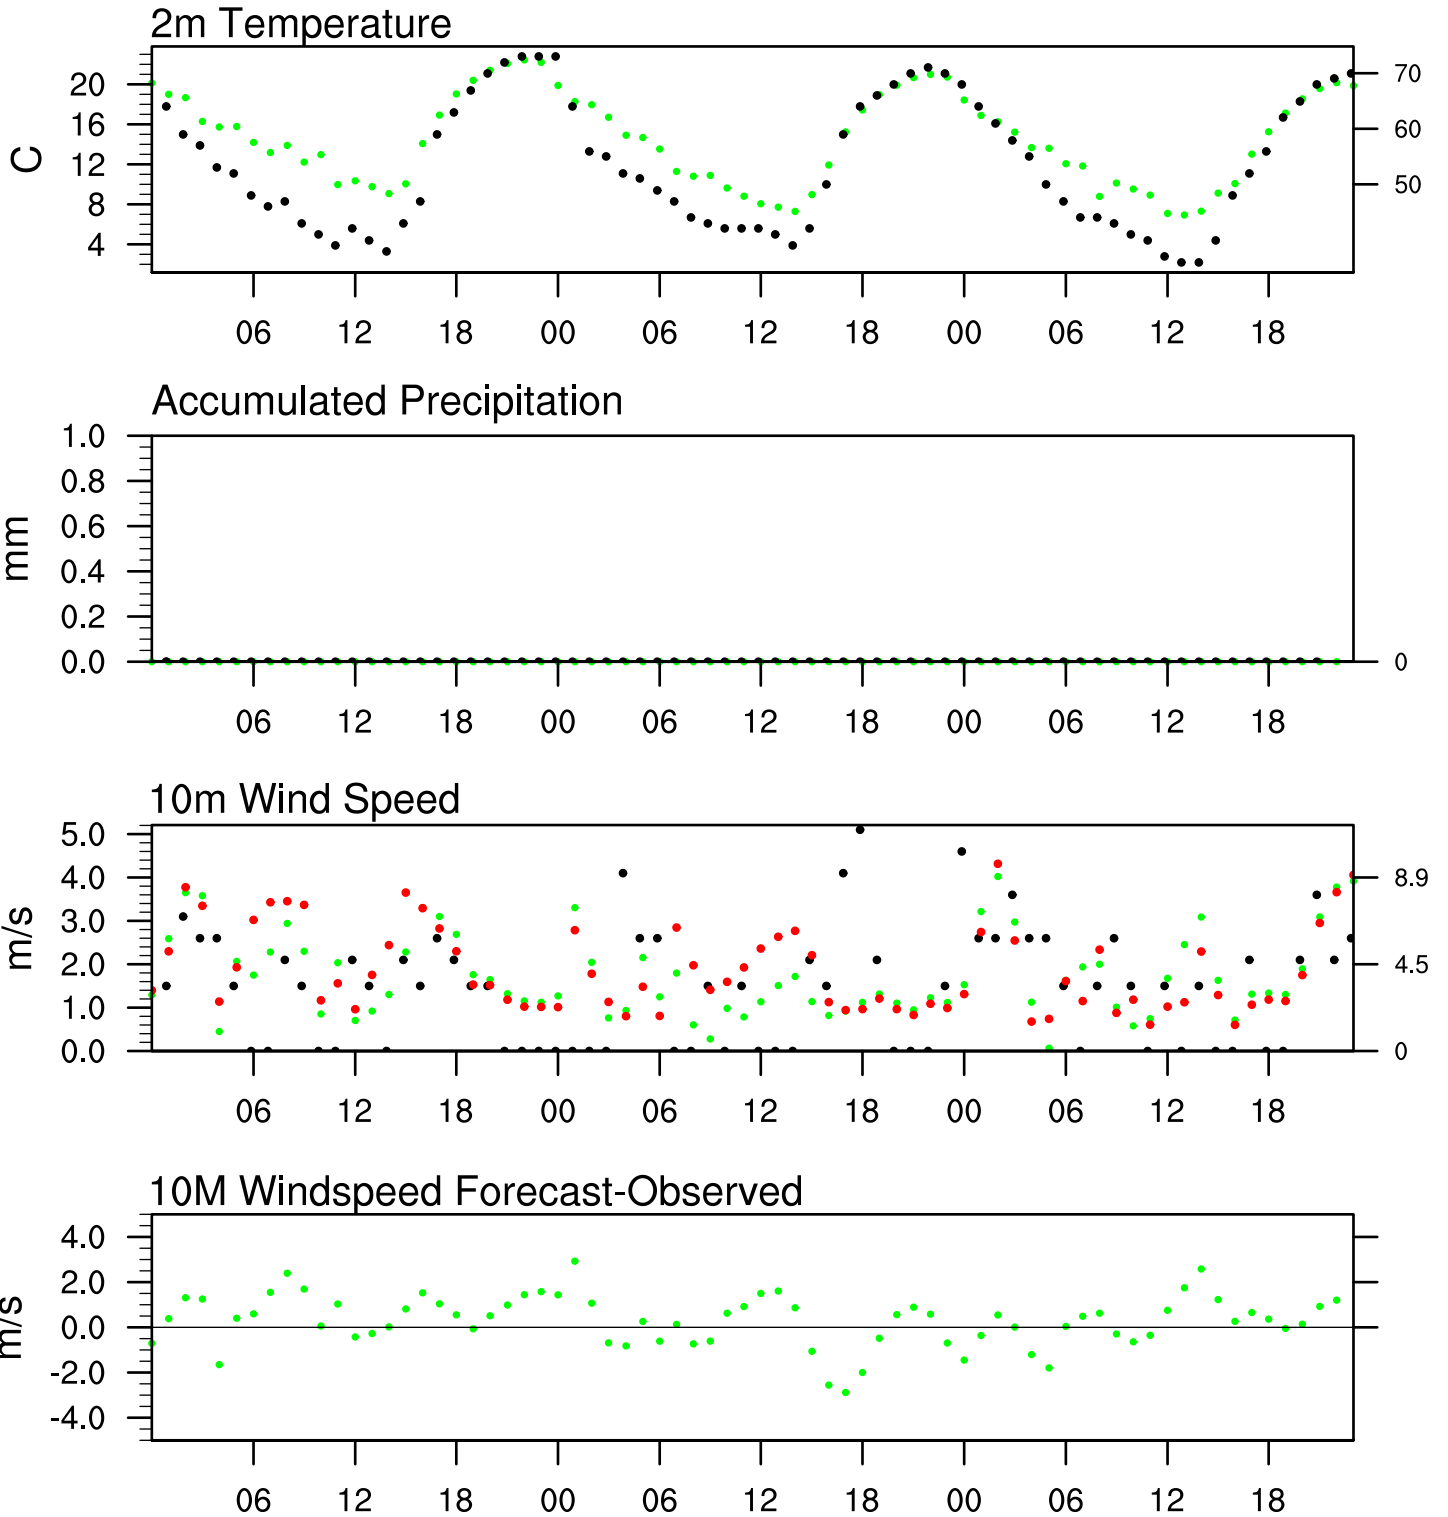 2m Temperature
20
16
12
8
4
C
70
60
50
06 12 18 00 06 12 18 00 06 12 18
Accumulated Precipitation
1.0
0.8
0.6
0.4
0.2
0.0
mm
0
06 12 18 00 06 12 18 00 06 12 18
10m Wind Speed
5.0
4.0
3.0
2.0
1.0
0.0
m/s
8.9
4.5
0
06 12 18 00 06 12 18 00 06 12 18
10M Windspeed Forecast-Observed
4.0
2.0
0.0
-2.0
-4.0
m/s
06 12 18 00 06 12 18 00 06 12 18